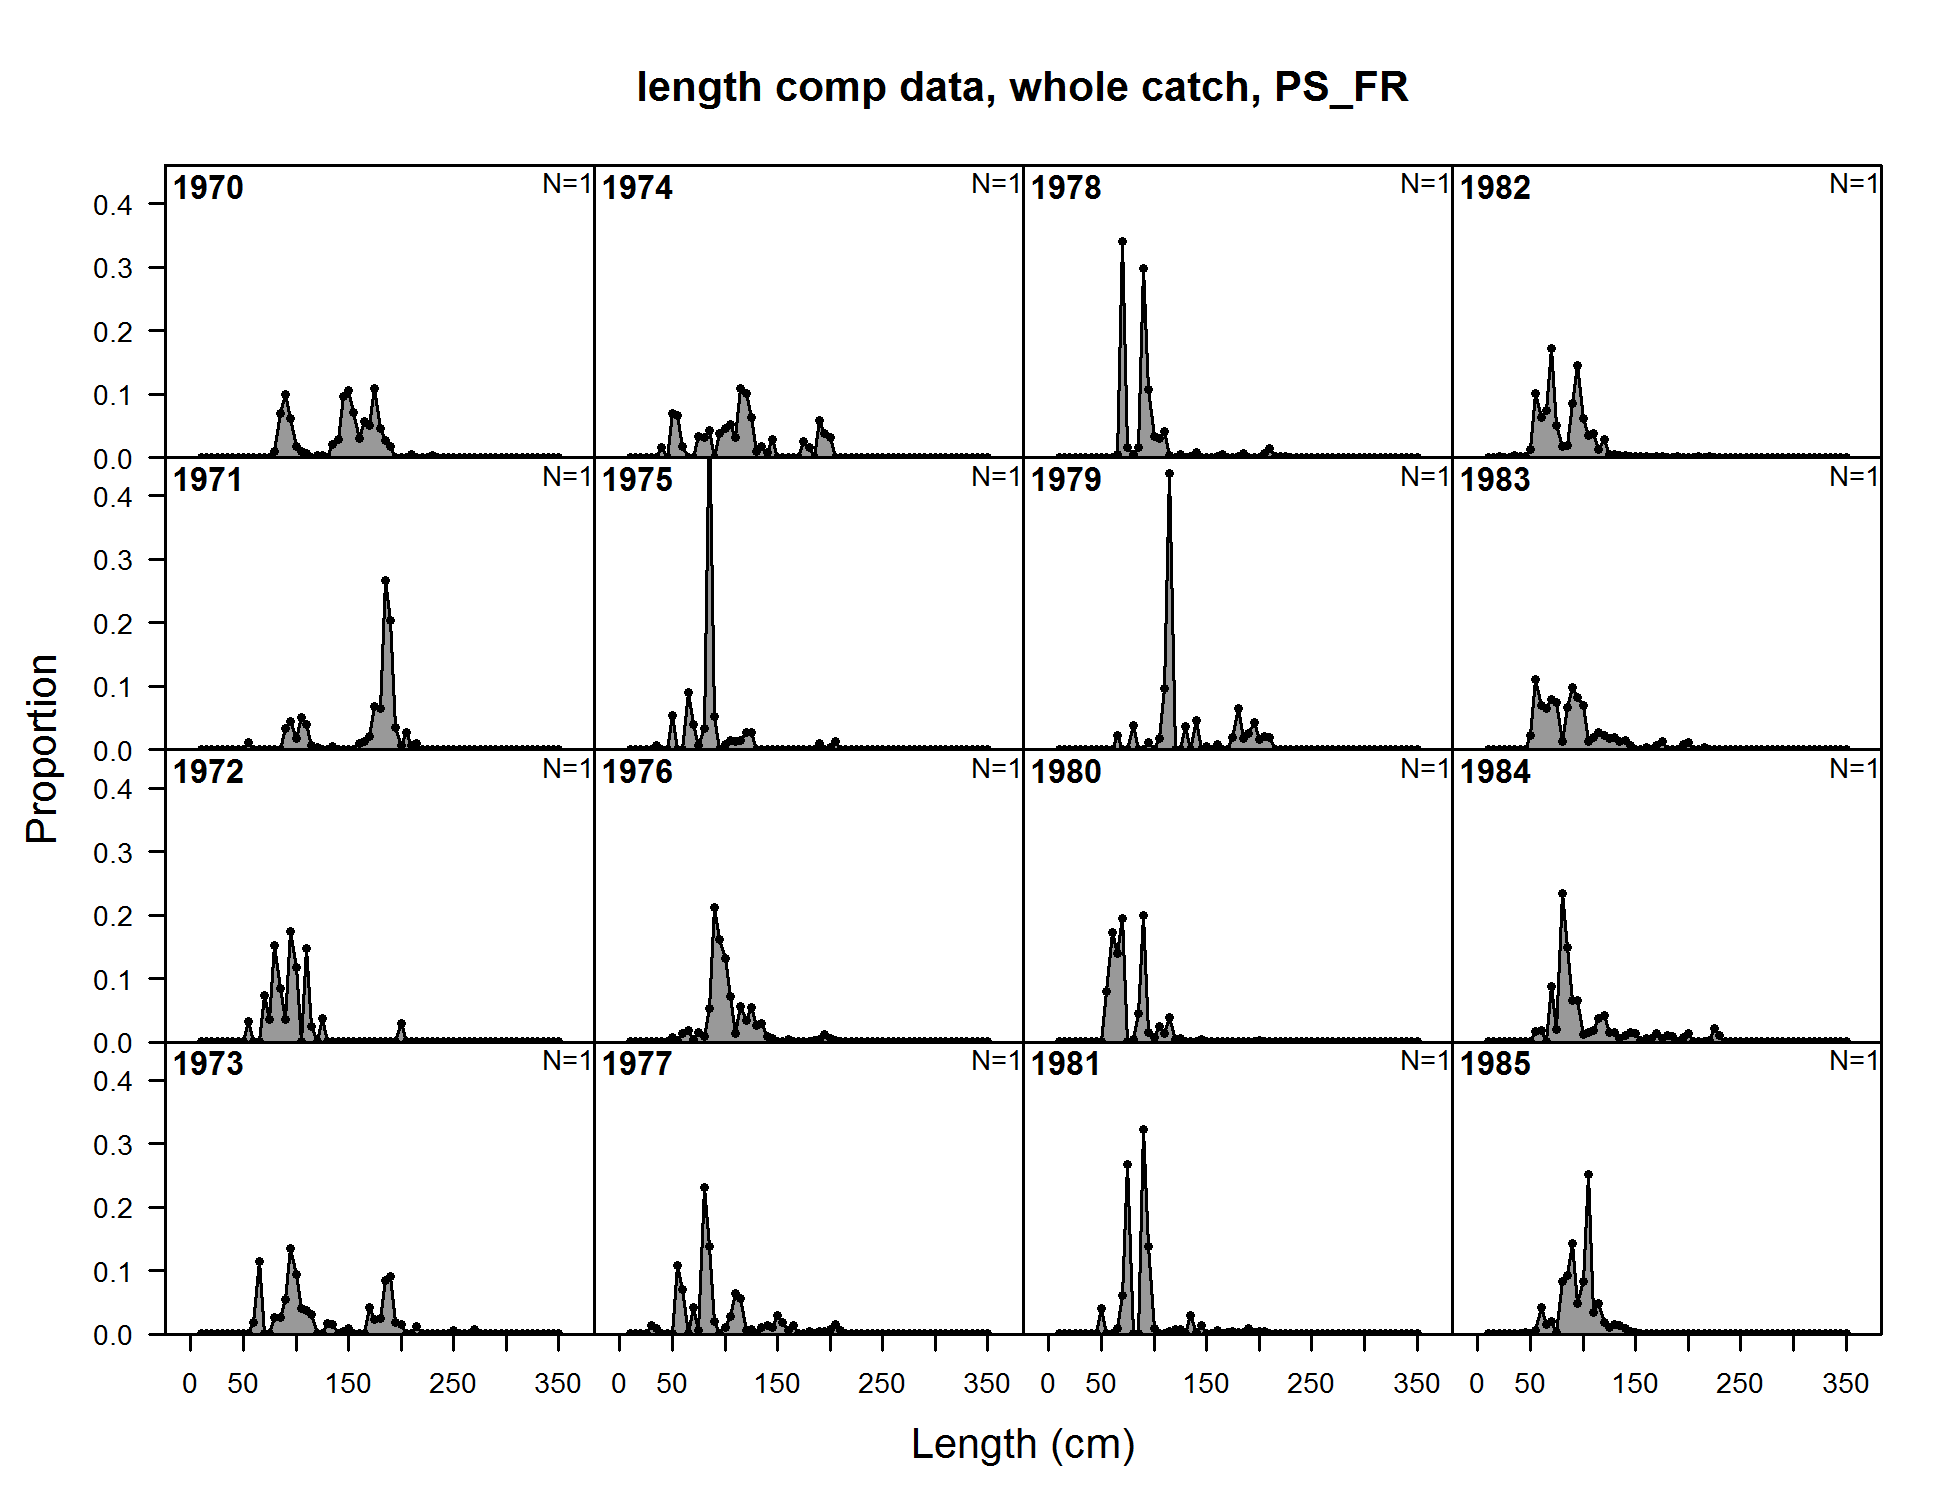 length comp data, whole catch, PS_FR
Proportion
1970 N=1 1974 N=1 1978 N=1 1982 N=1
0.4
0.3
0.2
0.1
0.0
1971 N=1 1975 N=1 1979 N=1 1983 N=1
0.4
0.3
0.2
0.1
0.0
1972 N=1 1976 N=1 1980 N=1 1984 N=1
0.4
0.3
0.2
0.1
0.0
1973 N=1 1977 N=1 1981 N=1 1985 N=1
0.4
0.3
0.2
0.1
0.0
0 50 150 250 350 0 50 150 250 350 0 50 150 250 350 0 50 150 250 350
Length (cm)